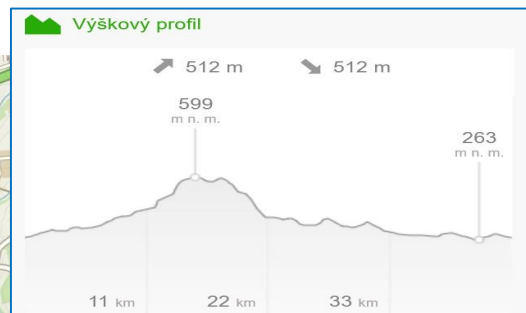 Výškový profil
512 m 512 m
599
m n. m.
263
m n. m.
11 km 22 km 33 km